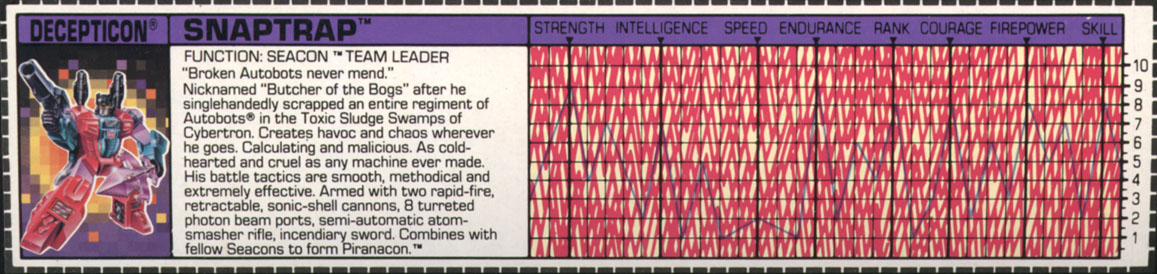 DECEPTICON®
SNAPTRAP™
FUNCTION: SEACON ™ TEAM LEADER
"Broken Autobots never mend."
Nicknamed "Butcher of the Bogs" after he
singlehandedly scrapped an entire regiment of
Autobots® in the Toxic Sludge Swamps of
Cybertron. Creates havoc and chaos wherever
he goes. Calculating and malicious. As cold-
hearted and cruel as any machine ever made.
His battle tactics are smooth, methodical and
extremely effective. Armed with two rapid-fire,
retractable, sonic-shell cannons, 8 turreted
photon beam ports, semi-automatic atom-
smasher rifle, incendiary sword. Combines with
fellow Seacons to form Piranacon.™
STRENGTH INTELLIGENCE SPEED ENDURANCE RANK COURAGE FIREPOWER SKILL
10
9
8
7
6
5
4
3
2
1